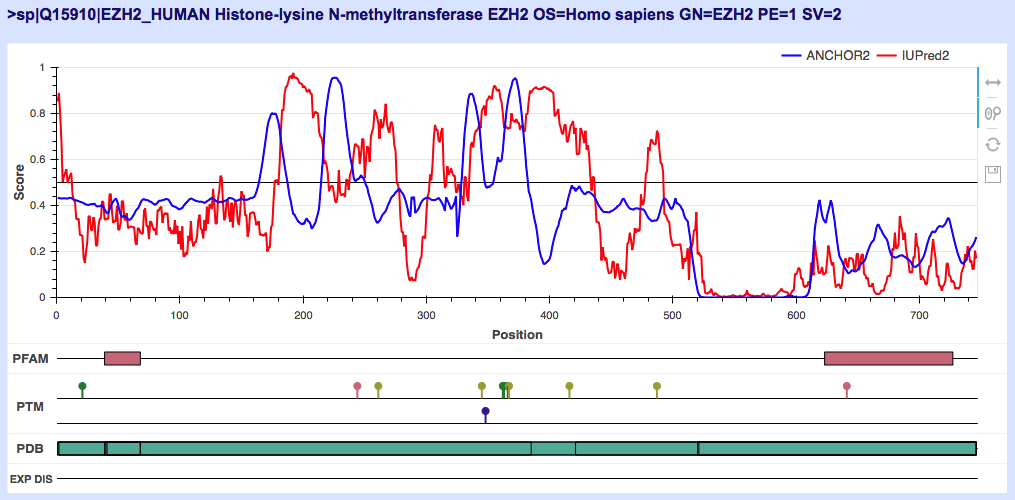 >sp|Q15910|EZH2_HUMAN Histone-lysine N-methyltransferase EZH2 OS=Homo sapiens GN=EZH2 PE=1 SV=2
ANCHOR2 IUPred2
1
0.8
0.6
0.4
0.2
0
Score
0 100 200 300 400 500 600 700
Position
PFAM
PTM
PDB
EXP DIS